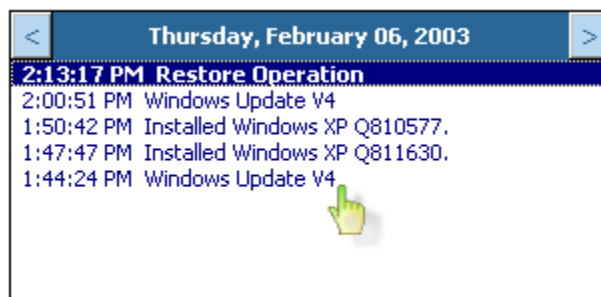 < Thursday, February 06, 2003 >
2:13:17 PM Restore Operation
2:00:51 PM Windows Update V4
1:50:42 PM Installed Windows XP Q810577.
1:47:47 PM Installed Windows XP Q811630.
1:44:24 PM Windows Update V4